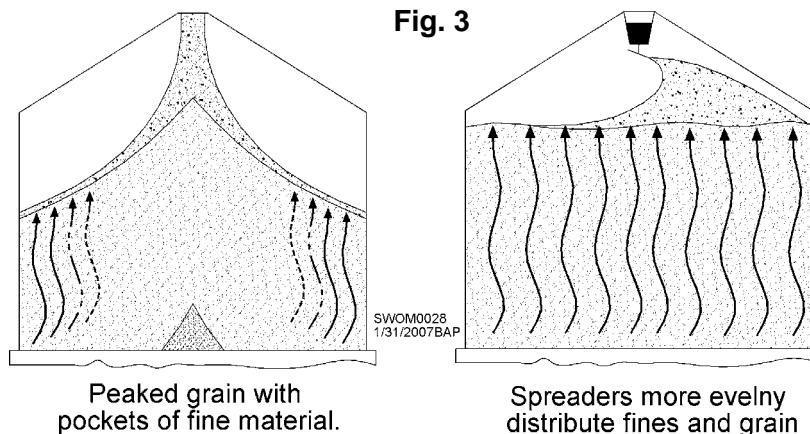 Fig. 3
SWOM0028
1/31/2007BAP
Peaked grain with
pockets of fine material.
Spreaders more evelny
distribute fines and grain